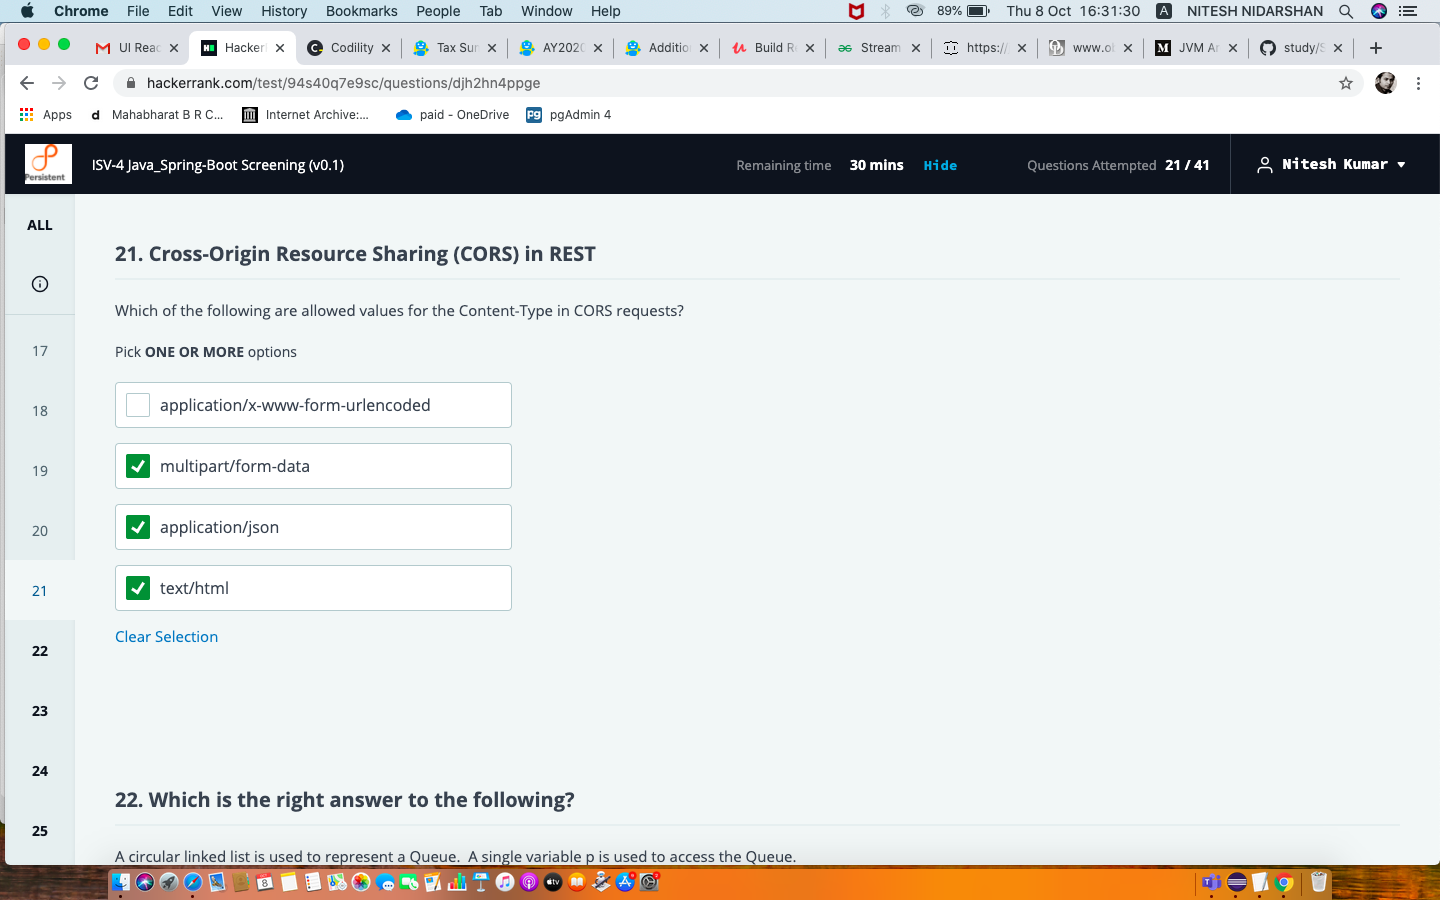 Chrome File Edit View History Bookmarks People Tab Window Help 89% Thu 8 Oct 16:31:30 A NITESH NIDARSHAN
UI Reac Hacker Codility Tax Sur AY202 Additio Build R Stream https:/ www.o M JVM Ar study/S
hackerrank.com/test/94s40q7e9sc/questions/djh2hn4ppge
Apps d Mahabharat B R C... Internet Archive:... paid - OneDrive pg pgAdmin 4
Persistent ISV-4 Java_Spring-Boot Screening (v0.1) Remaining time 30 mins Hide Questions Attempted 21 / 41 Nitesh Kumar
ALL
21. Cross-Origin Resource Sharing (CORS) in REST
Which of the following are allowed values for the Content-Type in CORS requests?
17
Pick ONE OR MORE options
18
application/x-www-form-urlencoded
19
multipart/form-data
20
application/json
21
text/html
Clear Selection
22
23
24
22. Which is the right answer to the following?
25
A circular linked list is used to represent a Queue. A single variable p is used to access the Queue.
8
tv